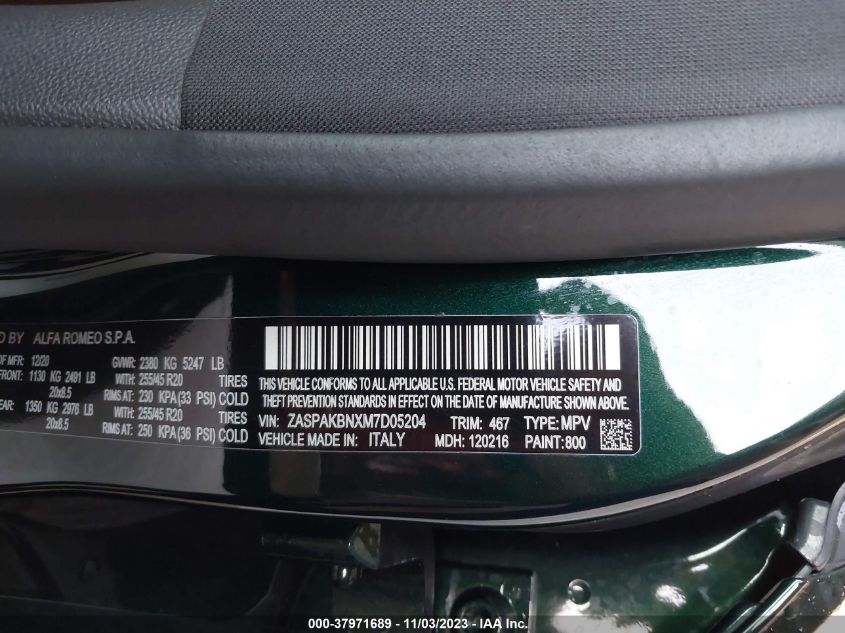 D BY ALFA ROMEO S.P.A.
OF MFR: 12/20 GVWR: 2380 KG 5247 LB
FRONT: 1130 KG 2491 LB WITH: 255/45 R20 TIRES
20x8.5 RIMS AT: 230 KPA(33 PSI) COLD
EAR: 1350 KG 2976 LB WITH: 255/45 R20 TIRES
20x8.5 RIMS AT: 250 KPA(36 PSI) COLD
THIS VEHICLE CONFORMS TO ALL APPLICABLE U.S. FEDERAL MOTOR VEHICLE SAFETY AND
THEFT PREVENTION STANDARDS IN EFFECT ON THE DATE OF MANUFACTURE SHOWN ABOVE.
VIN: ZASPAKBNXM7D05204 TRIM: 467 TYPE: MPV
VEHICLE MADE IN: ITALY MDH: 120216 PAINT: 800
000-37971689 | 11/03/2023 - IAA Inc.